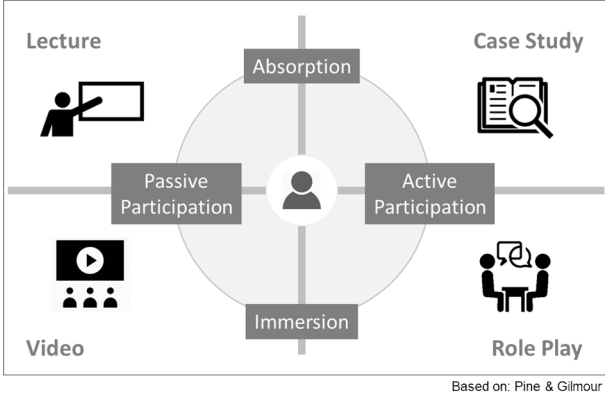 Lecture
Case Study
Absorption
Passive
Participation
Active
Participation
Immersion
Video
Role Play
Based on: Pine & Gilmour